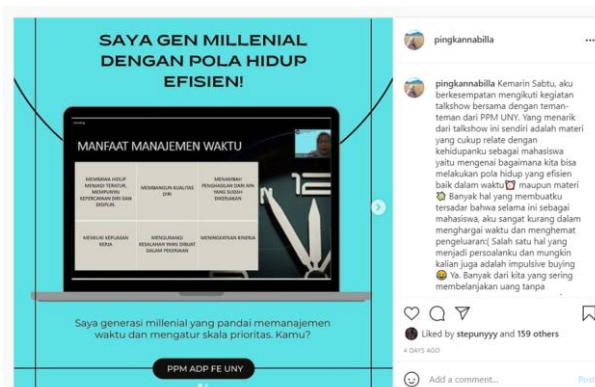 SAYA GEN MILLENIAL
DENGAN POLA HIDUP
EFISIEN!
MANFAAT MANAJEMEN WAKTU
MEMBAWA HIDUP
MENJADI TERATUR,
MEMPUNYAI
KEPERCAYAAN DIRI DAN
DISIPLIN.
MEMBANGUN KUALITAS
DIRI
MENAMBAH
PENGHASILAN DARI APA
YANG SUDAH
DIKERJAKAN
MEMILIKI KEPUASAN
KERJA
MENGURANGI
KESALAHAN YANG DIBUAT
DALAM PEKERJAAN
MENINGKATKAN KINERJA
12
Saya generasi millenial yang pandai memanajemen
waktu dan mengatur skala prioritas. Kamu?
PPM ADP FE UNY
pingkannabilla
pingkannabilla Kemarin Sabtu, aku
berkesempatan mengikuti kegiatan
talkshow bersama dengan teman-
teman dari PPM UNY. Yang menarik
dari talkshow ini sendiri adalah materi
yang cukup relate dengan
kehidupanku sebagai mahasiswa
yaitu mengenai bagaimana kita bisa
melakukan pola hidup yang efisien
baik dalam waktu⏰ maupun materi
💸 Banyak hal yang membuatku
tersadar bahwa selama ini sebagai
mahasiswa, aku sangat kurang dalam
menghargai waktu dan menghemat
pengeluaran:( Salah satu hal yang
menjadi persoalanku dan mungkin
kalian juga adalah impulsive buying
😂 Ya. Banyak dari kita yang sering
membelanjakan uang tanpa
Liked by stepunyyy and 159 others
4 DAYS AGO
Add a comment...
Post